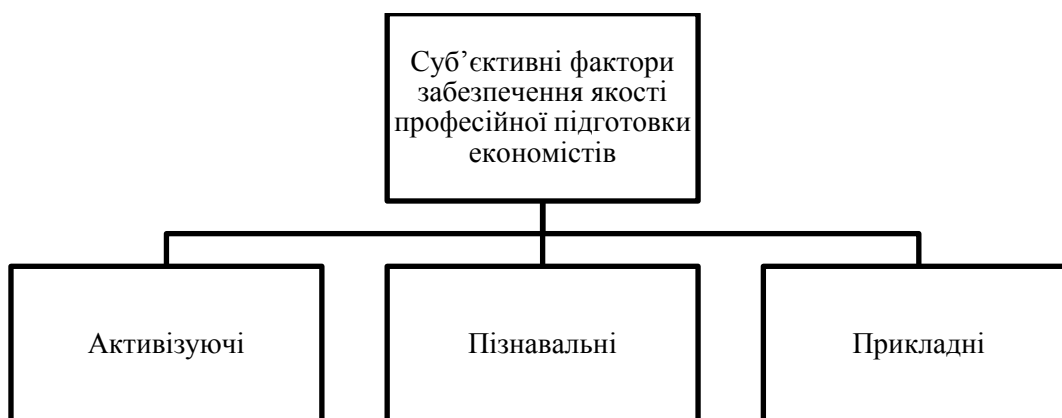 Суб’єктивні фактори
забезпечення якості
професійної підготовки
економістів
Активізуючі
Пізнавальні
Прикладні